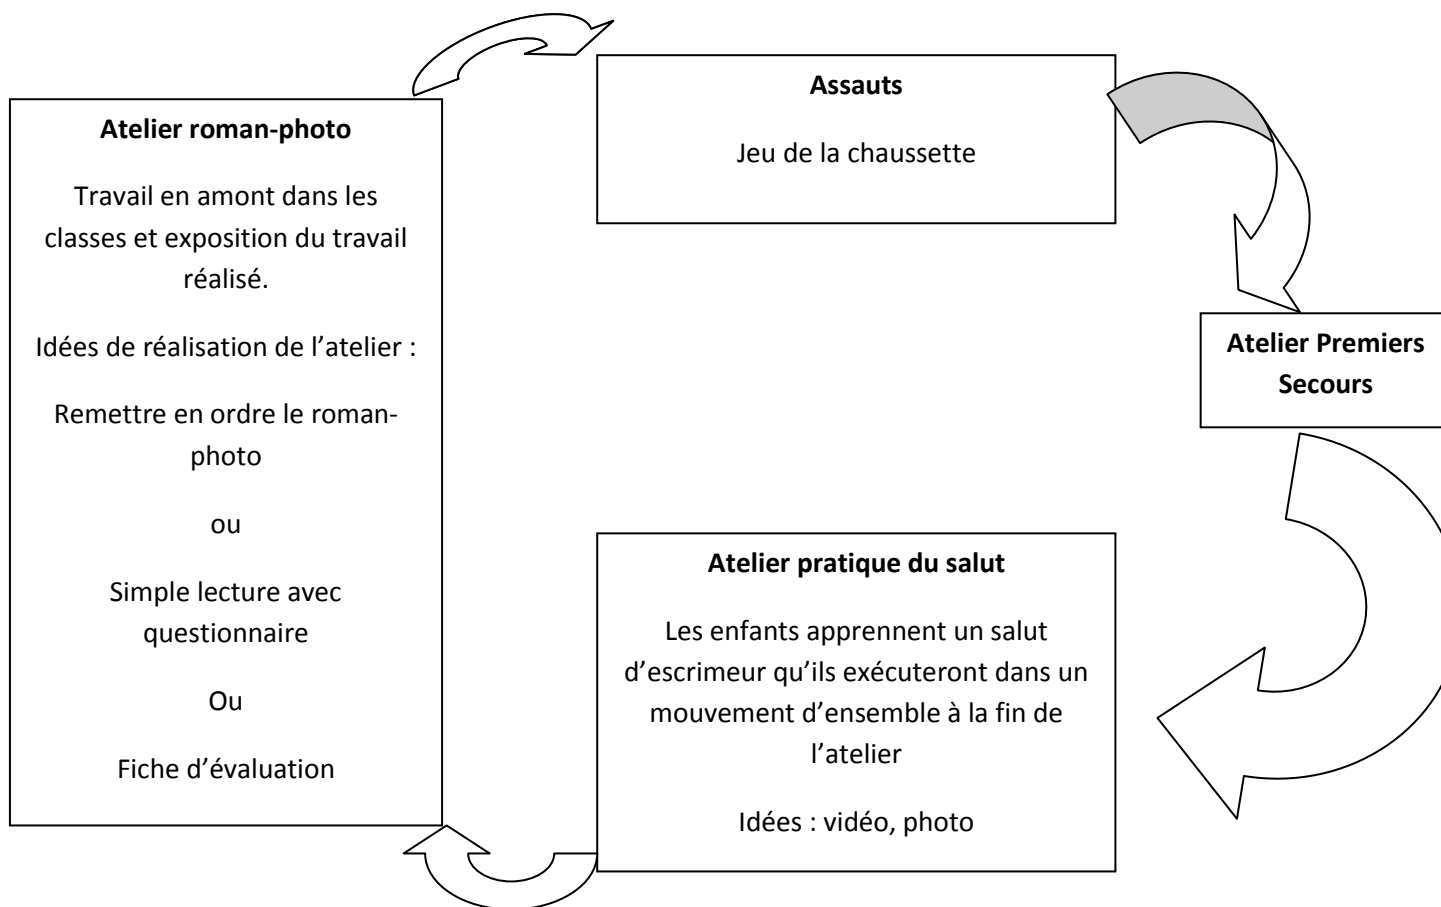 Atelier roman-photo
Travail en amont dans les
classes et exposition du travail
réalisé.
Idées de réalisation de l’atelier :
Remettre en ordre le roman-
photo
ou
Simple lecture avec
questionnaire
Ou
Fiche d’évaluation
Assauts
Jeu de la chaussette
Atelier Premiers
Secours
Atelier pratique du salut
Les enfants apprennent un salut
d’escrimeur qu’ils exécuteront dans un
mouvement d’ensemble à la fin de
l’atelier
Idées : vidéo, photo